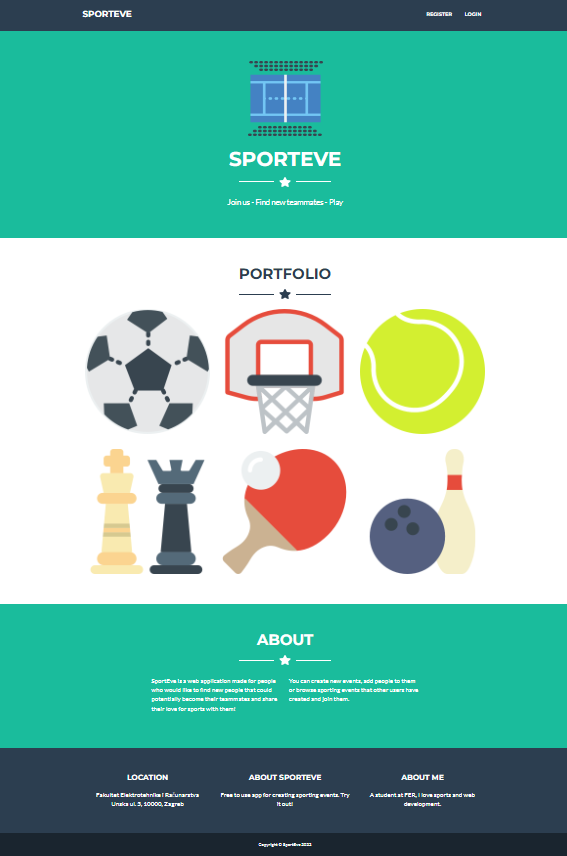 SPORTEVE
REGISTER LOGIN
SPORTEVE
Join us - Find new teammates - Play
PORTFOLIO
ABOUT
SportEve is a web application made for people
who would like to find new people that could
potentially become their teammates and share
their love for sports with them!
You can create new events, add people to them
or browse sporting events that other users have
created and join them.
LOCATION
Fakultet Elektrotehnike i Računarstva
Unska ul. 3, 10000, Zagreb
ABOUT SPORTEVE
Free to use app for creating sporting events. Try
it out!
ABOUT ME
A student at FER, I love sports and web
development.
Copyright © SportEve 2022